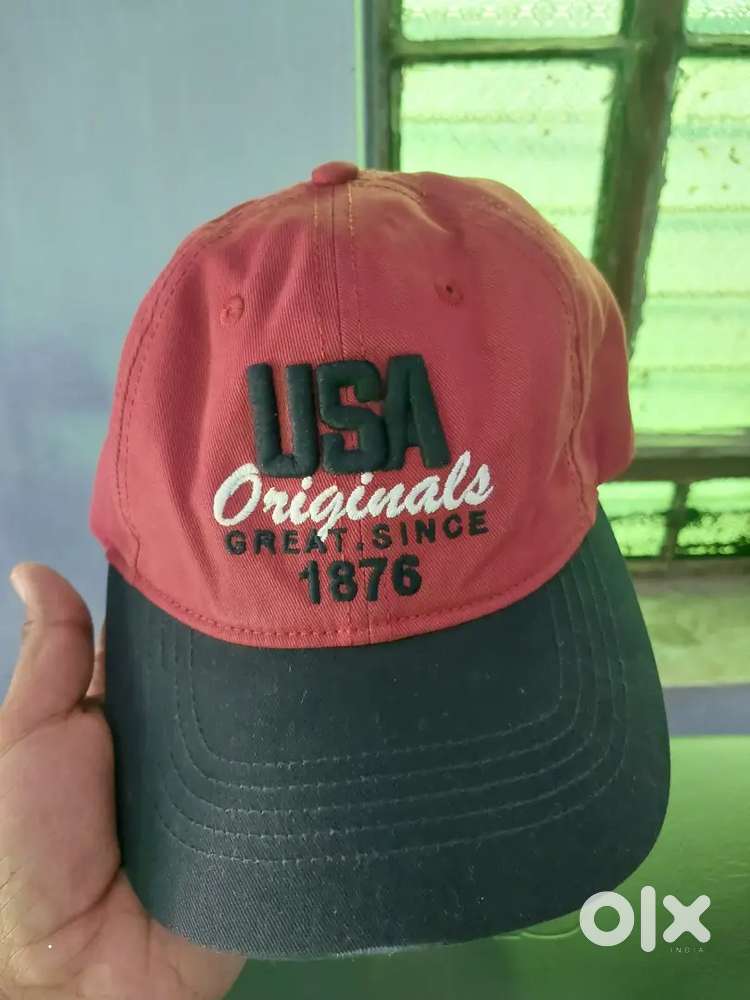 USA
Originals
GREAT.SINCE
1876
olx
INDIA